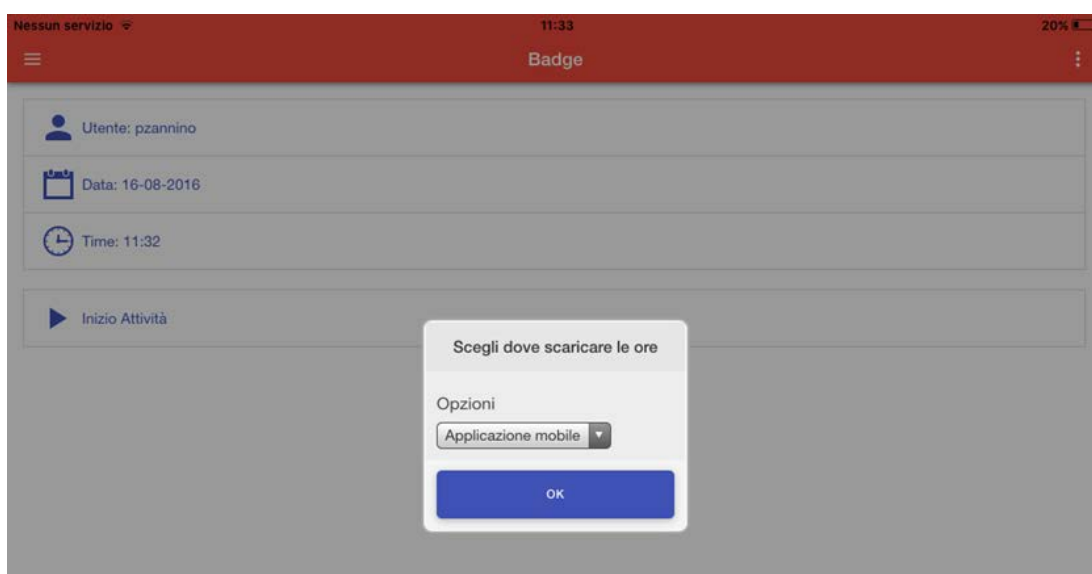 Nessun servizio 11:33 20%
Badge
Utente: pzannino
Data: 16-08-2016
Time: 11:32
Inizio Attività
Scegli dove scaricare le ore
Opzioni
Applicazione mobile
OK